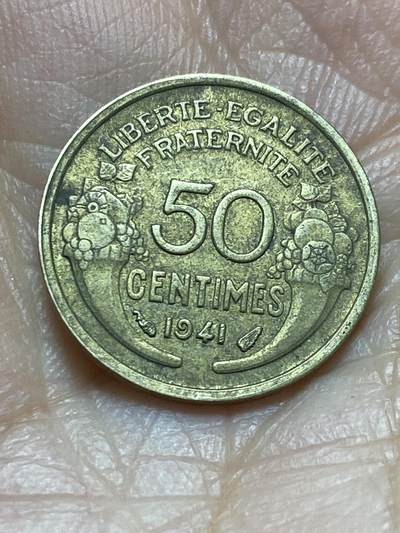 LIBERTE·EGALITE
FRATERNITE
50
CENTIMES
1941